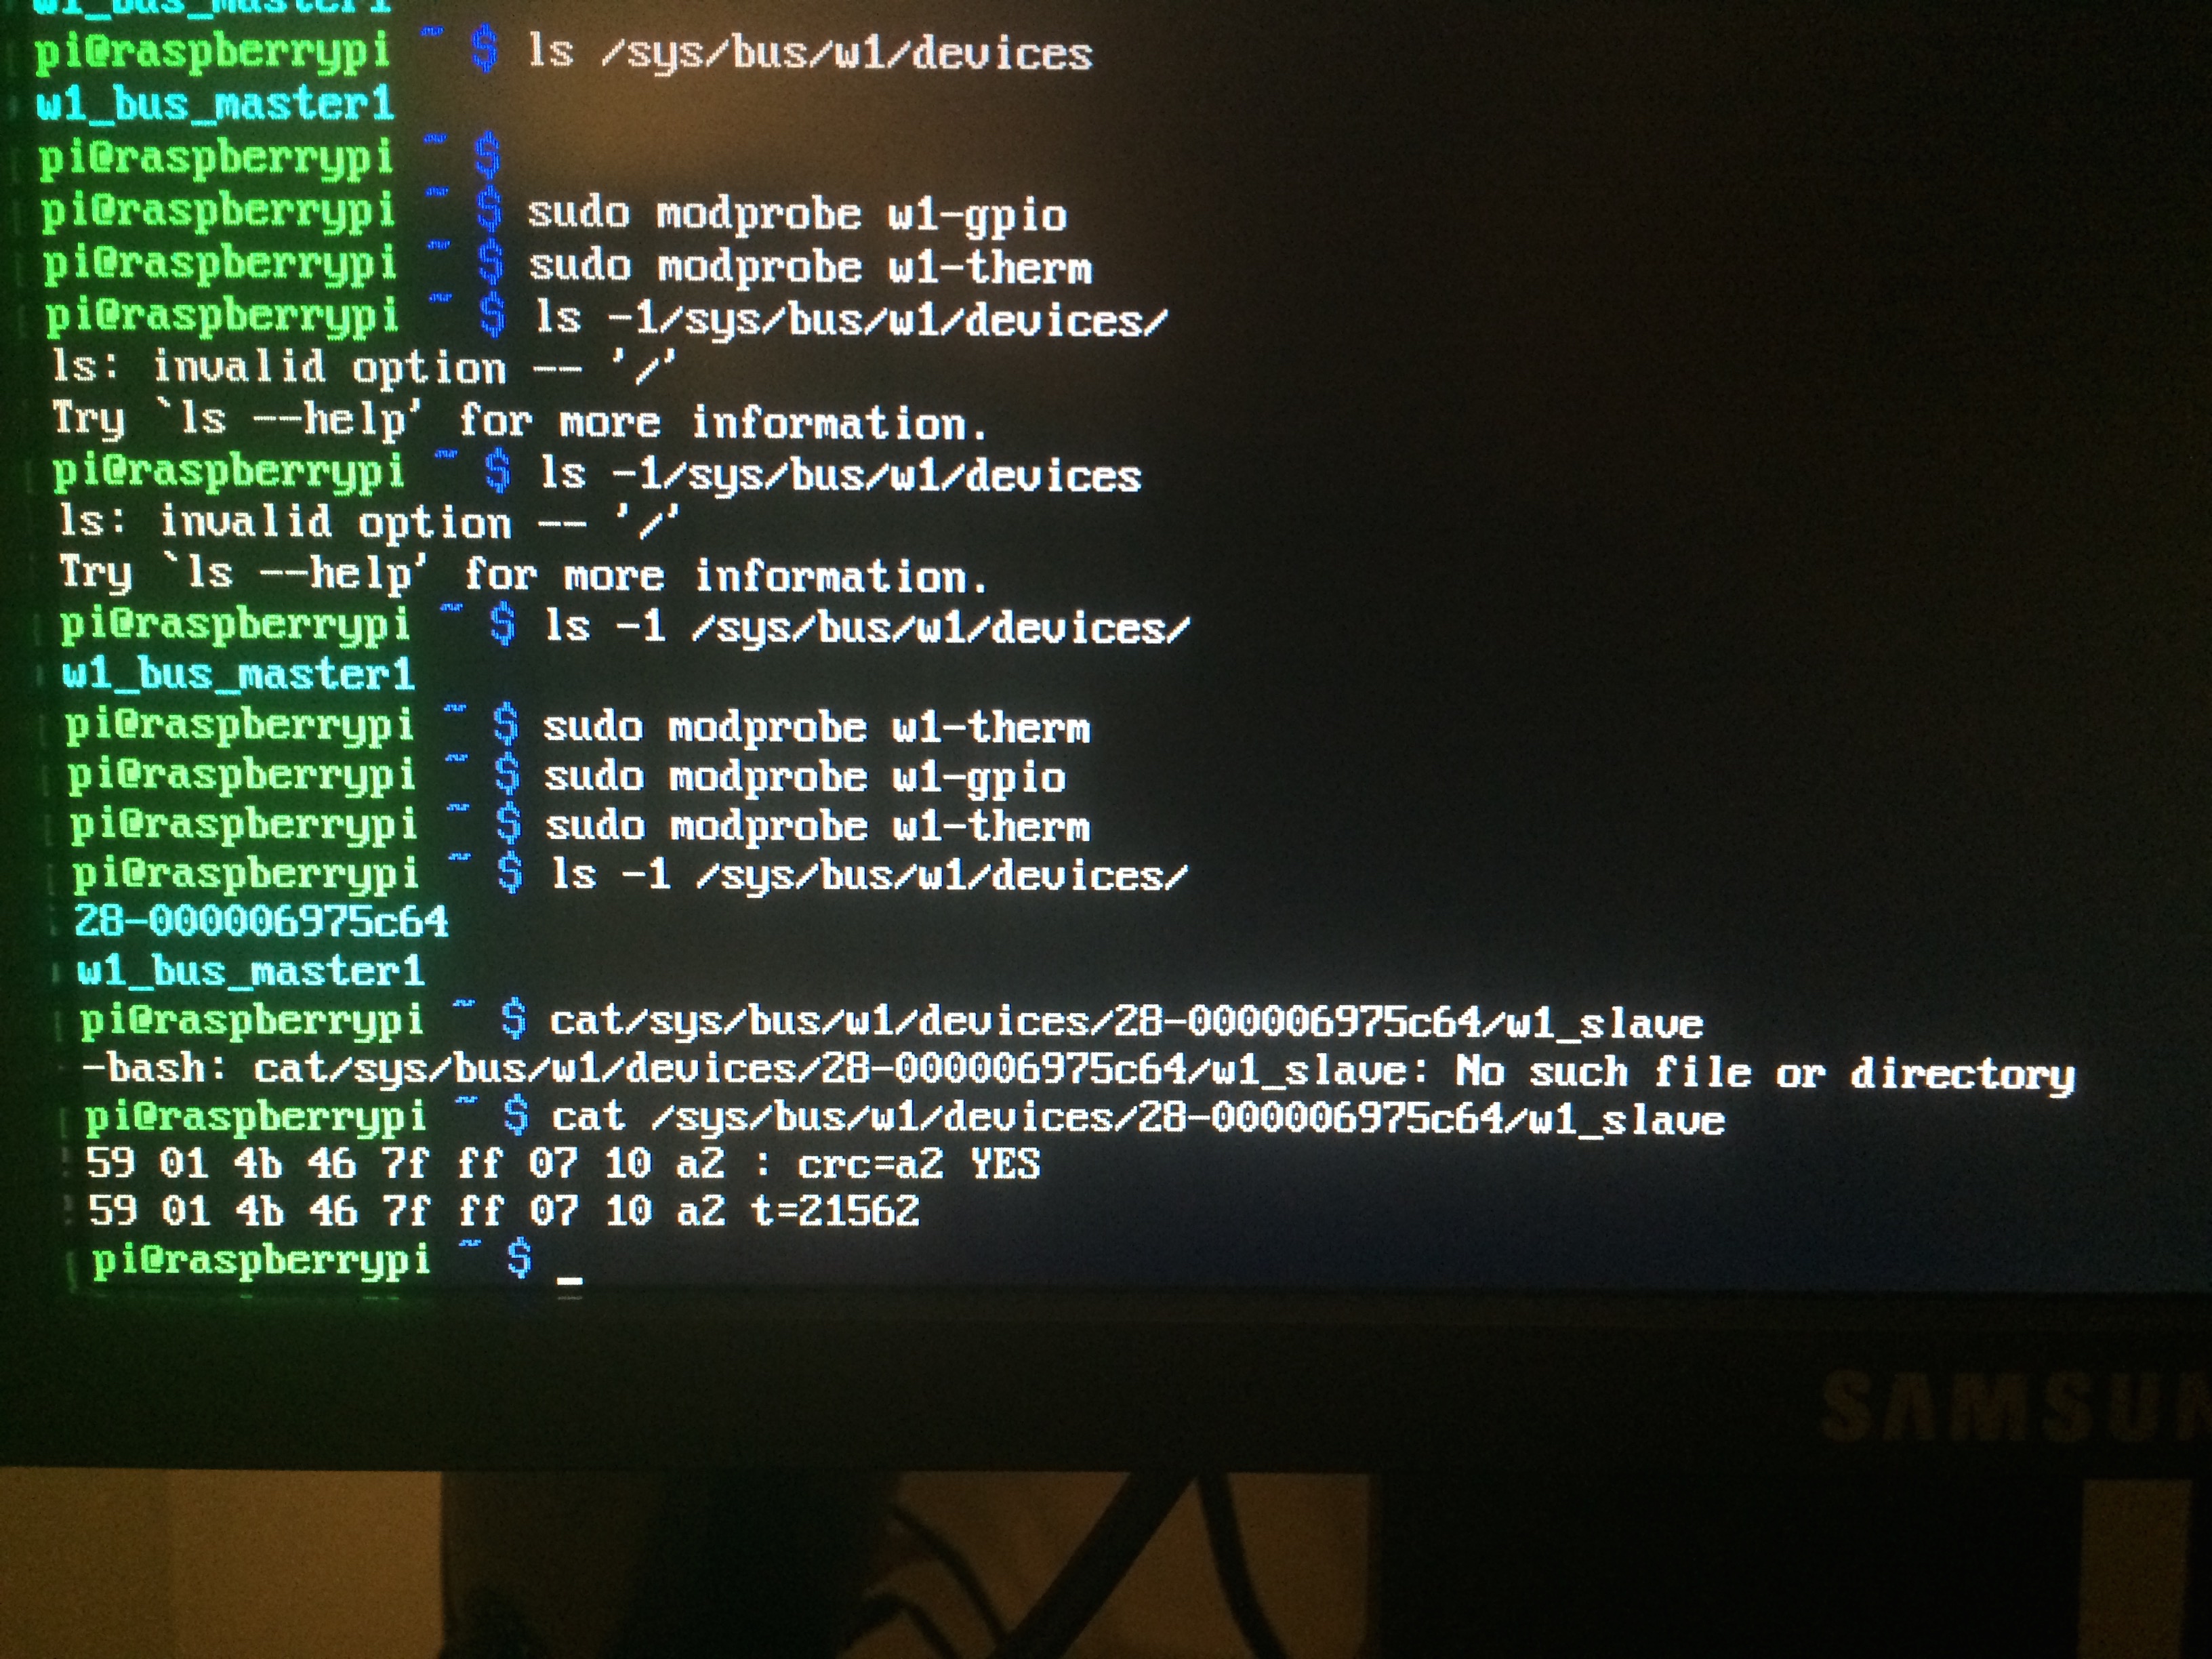 w1_bus_master1
pi@raspberrypi ~ $ ls /sys/bus/w1/devices
w1_bus_master1
pi@raspberrypi ~ $
pi@raspberrypi ~ $ sudo modprobe w1-gpio
pi@raspberrypi ~ $ sudo modprobe w1-therm
pi@raspberrypi ~ $ ls -1/sys/bus/w1/devices/
ls: invalid option -- '/'
Try `ls --help' for more information.
pi@raspberrypi ~ $ ls -1/sys/bus/w1/devices
ls: invalid option -- '/'
Try `ls --help' for more information.
pi@raspberrypi ~ $ ls -1 /sys/bus/w1/devices/
w1_bus_master1
pi@raspberrypi ~ $ sudo modprobe w1-therm
pi@raspberrypi ~ $ sudo modprobe w1-gpio
pi@raspberrypi ~ $ sudo modprobe w1-therm
pi@raspberrypi ~ $ ls -1 /sys/bus/w1/devices/
28-000006975c64
w1_bus_master1
pi@raspberrypi ~ $ cat/sys/bus/w1/devices/28-000006975c64/w1_slave
-bash: cat/sys/bus/w1/devices/28-000006975c64/w1_slave: No such file or directory
pi@raspberrypi ~ $ cat /sys/bus/w1/devices/28-000006975c64/w1_slave
59 01 4b 46 7f ff 07 10 a2 : crc=a2 YES
59 01 4b 46 7f ff 07 10 a2 t=21562
pi@raspberrypi ~ $ _
SAMSUN